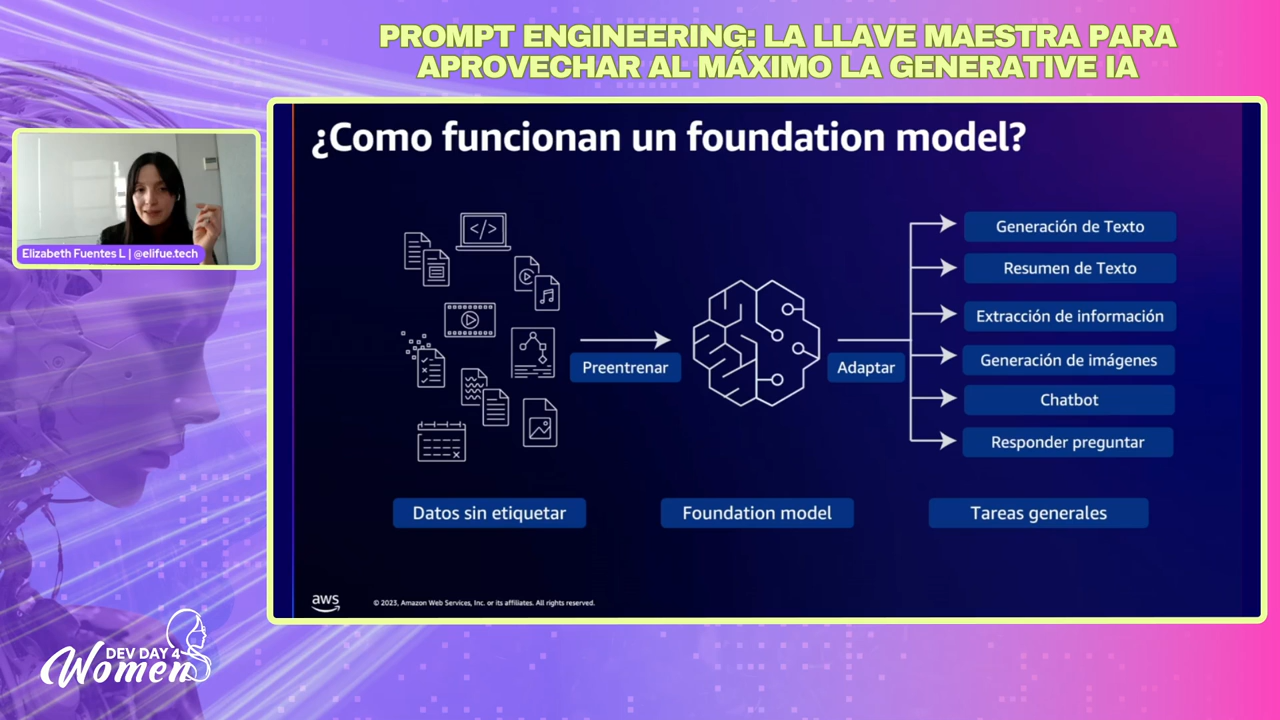 PROMPT ENGINEERING: LA LLAVE MAESTRA PARA
APROVECHAR AL MÁXIMO LA GENERATIVE IA
¿Como funcionan un foundation model?
Elizabeth Fuentes L | @elifue.tech
</>
Preentrenar
Adaptar
Generación de Texto
Resumen de Texto
Extracción de información
Generación de imágenes
Chatbot
Responder preguntar
Datos sin etiquetar
Foundation model
Tareas generales
aws
© 2023, Amazon Web Services, Inc. or its affiliates. All rights reserved.
DEV DAY 4
Women